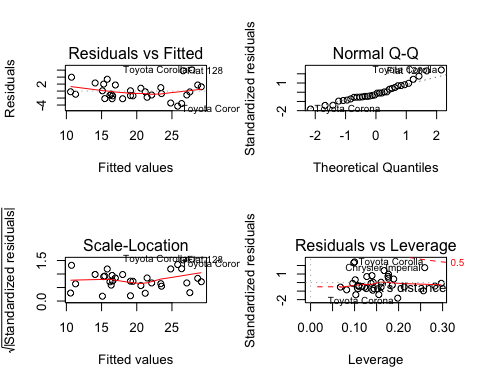 Residuals vs Fitted
Residuals
-4
2
Toyota Corolla
Fiat 128
Toyota Coror
10 15 20 25
Fitted values
Normal Q-Q
Standardized residuals
-2
1
Toyota Corolla
Fiat 128
Toyota Corona
-2 -1 0 1 2
Theoretical Quantiles
Scale-Location
√|Standardized residuals|
0.0
1.5
Toyota Corolla
Fiat 128
Toyota Coror
10 15 20 25
Fitted values
Residuals vs Leverage
Standardized residuals
-2
1
Toyota Corolla
Chrysler Imperial
Cook's distance
Toyota Corona
0.5
0.00 0.10 0.20 0.30
Leverage